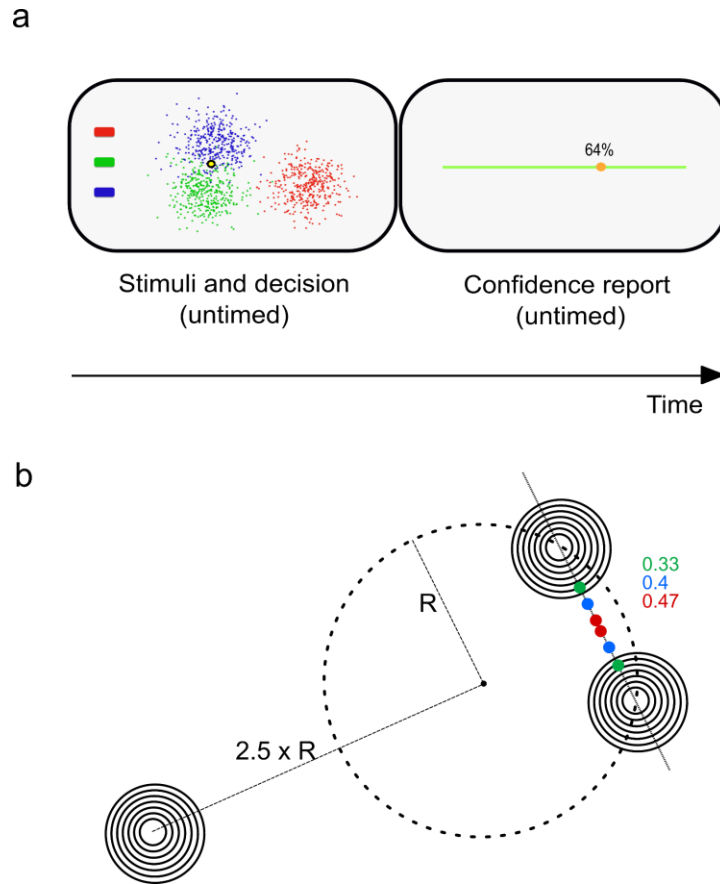 a
64%
Stimuli and decision
(untimed)
Confidence report
(untimed)
Time
b
R
2.5 x R
0.33
0.4
0.47